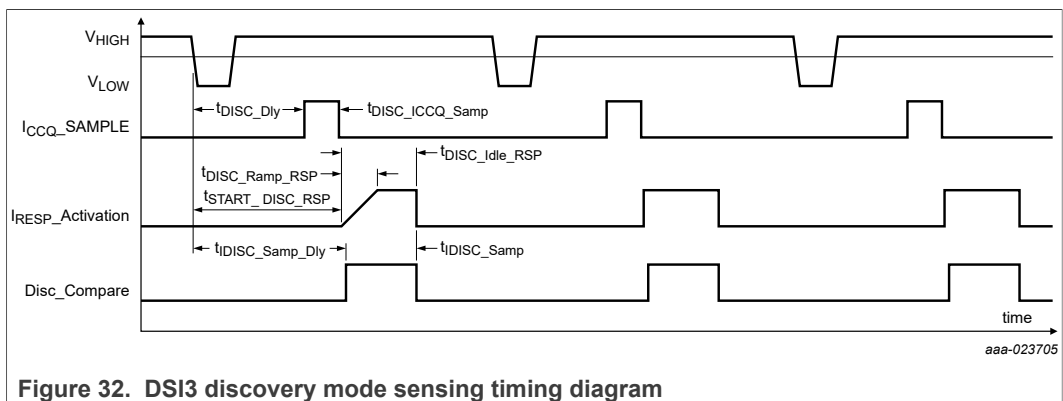 VHIGH
VLOW
tDISC_Dly
tDISC_ICCQ_Samp
ICCQ_SAMPLE
tDISC_Idle_RSP
tDISC_Ramp_RSP
tSTART_ DISC_RSP
IRESP_Activation
tIDISC_Samp_Dly
tIDISC_Samp
Disc_Compare
time
aaa-023705
Figure 32. DSI3 discovery mode sensing timing diagram